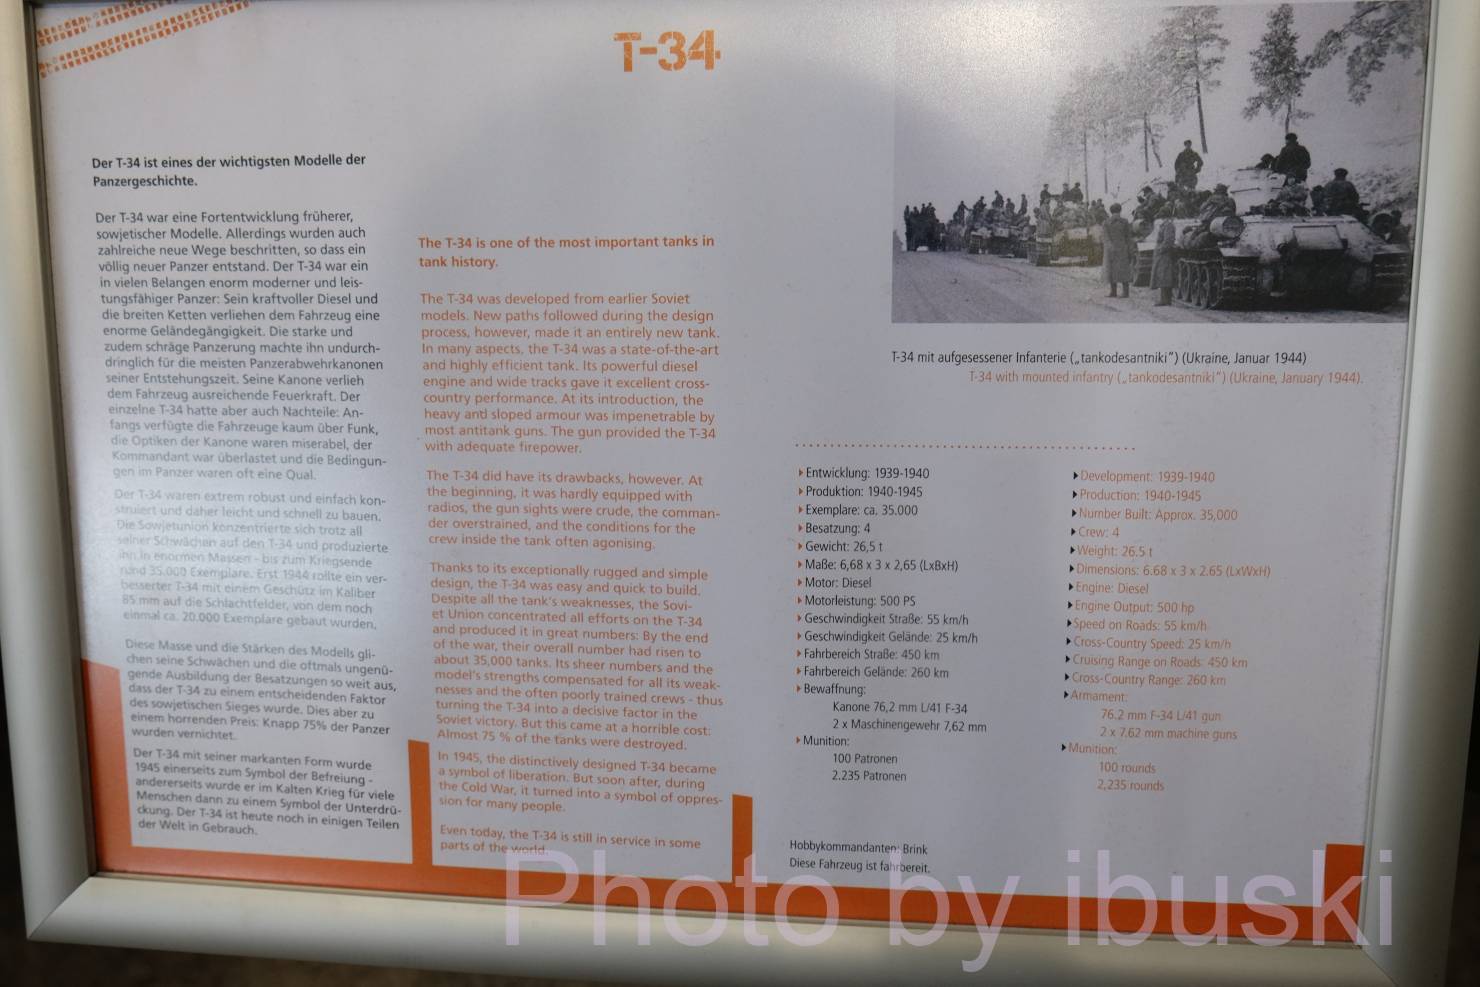 T-34
Der T-34 ist eines der wichtigsten Modelle der
Panzergeschichte.
Der T-34 war eine Fortentwicklung früherer,
sowjetischer Modelle. Allerdings wurden auch
zahlreiche neue Wege beschritten, so dass ein
völlig neuer Panzer entstand. Der T-34 war ein
in vielen Belangen enorm moderner und leis-
tungsfähiger Panzer: Sein kraftvoller Diesel und
die breiten Ketten verliehen dem Fahrzeug eine
enorme Geländegängigkeit. Die starke und
zudem schräge Panzerung machte ihn undurch-
dringlich für die meisten Panzerabwehrkanonen
seiner Entstehungszeit. Seine Kanone verlieh
dem Fahrzeug ausreichende Feuerkraft. Der
einzelne T-34 hatte aber auch Nachteile: An-
fangs verfügte die Fahrzeuge kaum über Funk,
die Optiken der Kanone waren miserabel, der
Kommandant war überlastet und die Bedingun-
gen im Panzer waren oft eine Qual.
Der T-34 waren extrem robust und einfach kon-
struiert und daher leicht und schnell zu bauen.
Die Sowjetunion konzentrierte sich trotz all
seiner Schwächen auf den T-34 und produzierte
ihn in enormen Massen - bis zum Kriegsende
rund 35.000 Exemplare. Erst 1944 rollte ein ver-
besserter T-34 mit einem Geschütz im Kaliber
85 mm auf die Schlachtfelder, von dem noch
einmal ca. 20.000 Exemplare gebaut wurden.
Diese Masse und die Stärken des Modells gli-
chen seine Schwächen und die oftmals ungenü-
gende Ausbildung der Besatzungen so weit aus,
dass der T-34 zu einem entscheidenden Faktor
des sowjetischen Sieges wurde. Dies aber zu
einem horrenden Preis: Knapp 75% der Panzer
wurden vernichtet.
Der T-34 mit seiner markanten Form wurde
1945 einerseits zum Symbol der Befreiung -
andererseits wurde er im Kalten Krieg für viele
Menschen dann zu einem Symbol der Unterdrü-
ckung. Der T-34 ist heute noch in einigen Teilen
der Welt in Gebrauch.
The T-34 is one of the most important tanks in
tank history.
The T-34 was developed from earlier Soviet
models. New paths followed during the design
process, however, made it an entirely new tank.
In many aspects, the T-34 was a state-of-the-art
and highly efficient tank. Its powerful diesel
engine and wide tracks gave it excellent cross-
country performance. At its introduction, the
heavy and sloped armour was impenetrable by
most antitank guns. The gun provided the T-34
with adequate firepower.
The T-34 did have its drawbacks, however. At
the beginning, it was hardly equipped with
radios, the gun sights were crude, the comman-
der overstrained, and the conditions for the
crew inside the tank often agonising.
Thanks to its exceptionally rugged and simple
design, the T-34 was easy and quick to build.
Despite all the tank's weaknesses, the Sovi-
et Union concentrated all efforts on the T-34
and produced it in great numbers: By the end
of the war, their overall number had risen to
about 35,000 tanks. Its sheer numbers and the
model's strengths compensated for all its weak-
nesses and the often poorly trained crews - thus
turning the T-34 into a decisive factor in the
Soviet victory. But this came at a horrible cost:
Almost 75 % of the tanks were destroyed.
In 1945, the distinctively designed T-34 became
a symbol of liberation. But soon after, during
the Cold War, it turned into a symbol of oppres-
sion for many people.
Even today, the T-34 is still in service in some
parts of the world.
T-34 mit aufgesessener Infanterie („tankodesantniki") (Ukraine, Januar 1944)
T-34 with mounted infantry („tankodesantniki") (Ukraine, January 1944).
Entwicklung: 1939-1940
Produktion: 1940-1945
Exemplare: ca. 35.000
Besatzung: 4
Gewicht: 26,5 t
Maße: 6,68 x 3 x 2,65 (LxBxH)
Motor: Diesel
Motorleistung: 500 PS
Geschwindigkeit Straße: 55 km/h
Geschwindigkeit Gelände: 25 km/h
Fahrbereich Straße: 450 km
Fahrbereich Gelände: 260 km
Bewaffnung:
Kanone 76,2 mm L/41 F-34
2 x Maschinengewehr 7,62 mm
Munition:
100 Patronen
2.235 Patronen
Development: 1939-1940
Production: 1940-1945
Number Built: Approx. 35,000
Crew: 4
Weight: 26.5 t
Dimensions: 6.68 x 3 x 2.65 (LxWxH)
Engine: Diesel
Engine Output: 500 hp
Speed on Roads: 55 km/h
Cross-Country Speed: 25 km/h
Cruising Range on Roads: 450 km
Cross-Country Range: 260 km
Armament:
76.2 mm F-34 L/41 gun
2 x 7.62 mm machine guns
Munition:
100 rounds
2,235 rounds
Hobbykommandanten: Brink
Diese Fahrzeug ist fahrbereit.
Photo by ibuski